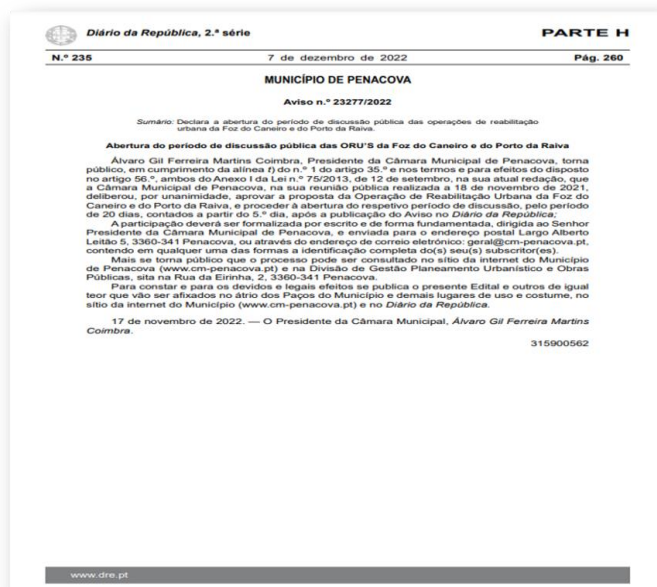 Diário da República, 2.ª série
PARTE H
N.º 235
7 de dezembro de 2022
Pág. 260
MUNICÍPIO DE PENACOVA
Aviso n.º 23277/2022
Sumário: Declara a abertura do período de discussão pública das operações de reabilitação
urbana da Foz do Caneiro e do Porto da Raiva.
Abertura do período de discussão pública das ORU'S da Foz do Caneiro e do Porto da Raiva
Álvaro Gil Ferreira Martins Coimbra, Presidente da Câmara Municipal de Penacova, torna
público, em cumprimento da alínea t) do n.º 1 do artigo 35.º e nos termos e para efeitos do disposto
no artigo 56.º, ambos do Anexo I da Lei n.º 75/2013, de 12 de setembro, na sua atual redação, que
a Câmara Municipal de Penacova, na sua reunião pública realizada a 18 de novembro de 2021,
deliberou, por unanimidade, aprovar a proposta da Operação de Reabilitação Urbana da Foz do
Caneiro e do Porto da Raiva, e proceder à abertura do respetivo período de discussão, pelo período
de 20 dias, contados a partir do 5.º dia, após a publicação do Aviso no Diário da República;
A participação deverá ser formalizada por escrito e de forma fundamentada, dirigida ao Senhor
Presidente da Câmara Municipal de Penacova, e enviada para o endereço postal Largo Alberto
Leitão 5, 3360-341 Penacova, ou através do endereço de correio eletrónico: geral@cm-penacova.pt,
contendo em qualquer uma das formas a identificação completa do(s) seu(s) subscritor(es).
Mais se torna público que o processo pode ser consultado no sítio da internet do Município
de Penacova (www.cm-penacova.pt) e na Divisão de Gestão Planeamento Urbanístico e Obras
Públicas, sita na Rua da Eirinha, 2, 3360-341 Penacova.
Para constar e para os devidos e legais efeitos se publica o presente Edital e outros de igual
teor que vão ser afixados no átrio dos Paços do Município e demais lugares de uso e costume, no
sítio da internet do Município (www.cm-penacova.pt) e no Diário da República.
17 de novembro de 2022. — O Presidente da Câmara Municipal, Álvaro Gil Ferreira Martins
Coimbra.
315900562
www.dre.pt